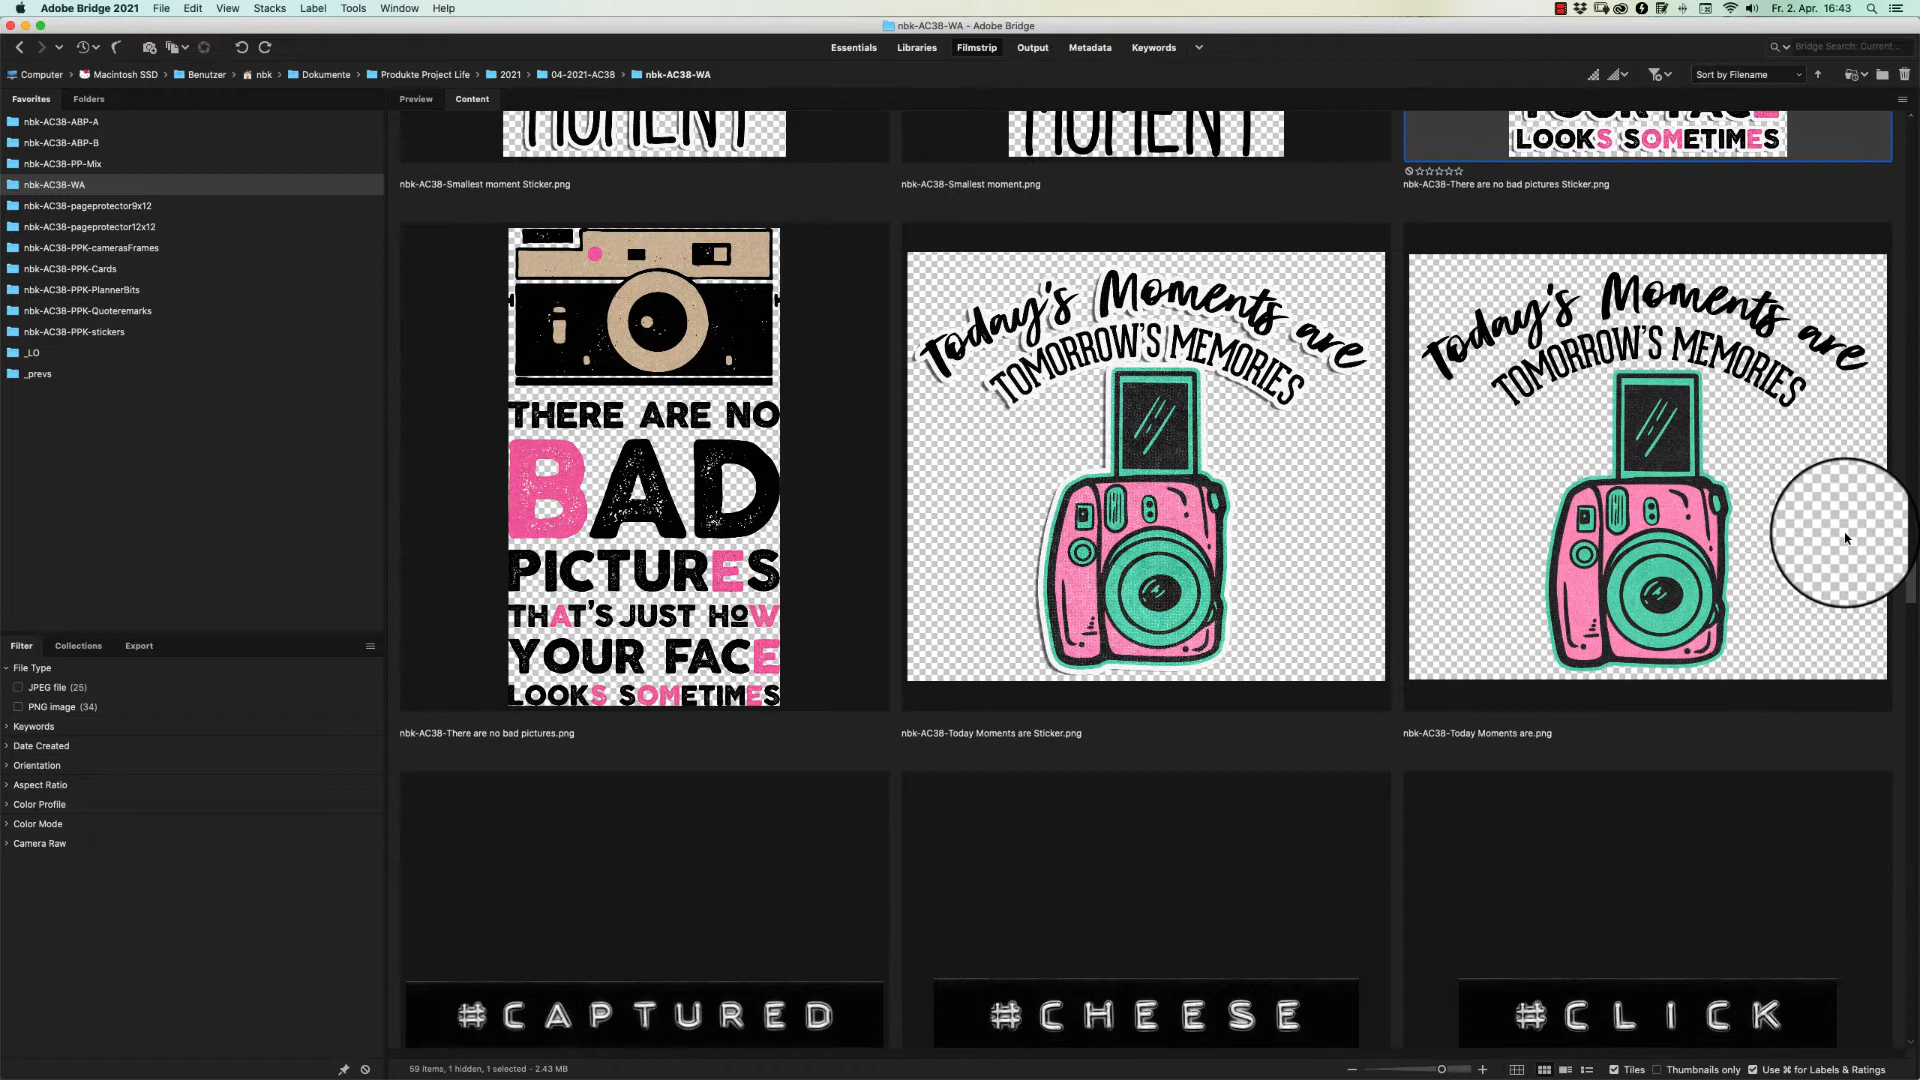 Adobe Bridge 2021 File Edit View Stacks Label Tools Window Help
Fr. 2. Apr. 16:43
nbk-AC38-WA – Adobe Bridge
Essentials Libraries Filmstrip Output Metadata Keywords
Bridge Search: Current...
Computer Macintosh SSD Benutzer nbk Dokumente Produkte Project Life 2021 04-2021-AC38 nbk-AC38-WA
Sort by Filename
Favorites Folders
Preview Content
nbk-AC38-ABP-A
nbk-AC38-ABP-B
nbk-AC38-PP-Mix
nbk-AC38-WA
nbk-AC38-pageprotector9x12
nbk-AC38-pageprotector12x12
nbk-AC38-PPK-camerasFrames
nbk-AC38-PPK-Cards
nbk-AC38-PPK-PlannerBits
nbk-AC38-PPK-Quoteremarks
nbk-AC38-PPK-stickers
_LO
_prevs
MOMENT
MOMENT
YOUR FACE
LOOKS SOMETIMES
nbk-AC38-Smallest moment Sticker.png
nbk-AC38-Smallest moment.png
nbk-AC38-There are no bad pictures Sticker.png
THERE ARE NO
BAD
PICTURES
THAT'S JUST HOW
YOUR FACE
LOOKS SOMETIMES
Today's Moments are
TOMORROW'S MEMORIES
Today's Moments are
TOMORROW'S MEMORIES
nbk-AC38-There are no bad pictures.png
nbk-AC38-Today Moments are Sticker.png
nbk-AC38-Today Moments are.png
#CAPTURED
#CHEESE
#CLICK
Filter Collections Export
File Type
JPEG file (25)
PNG image (34)
Keywords
Date Created
Orientation
Aspect Ratio
Color Profile
Color Mode
Camera Raw
59 items, 1 hidden, 1 selected - 2.43 MB
Tiles Thumbnails only Use ⌘ for Labels & Ratings